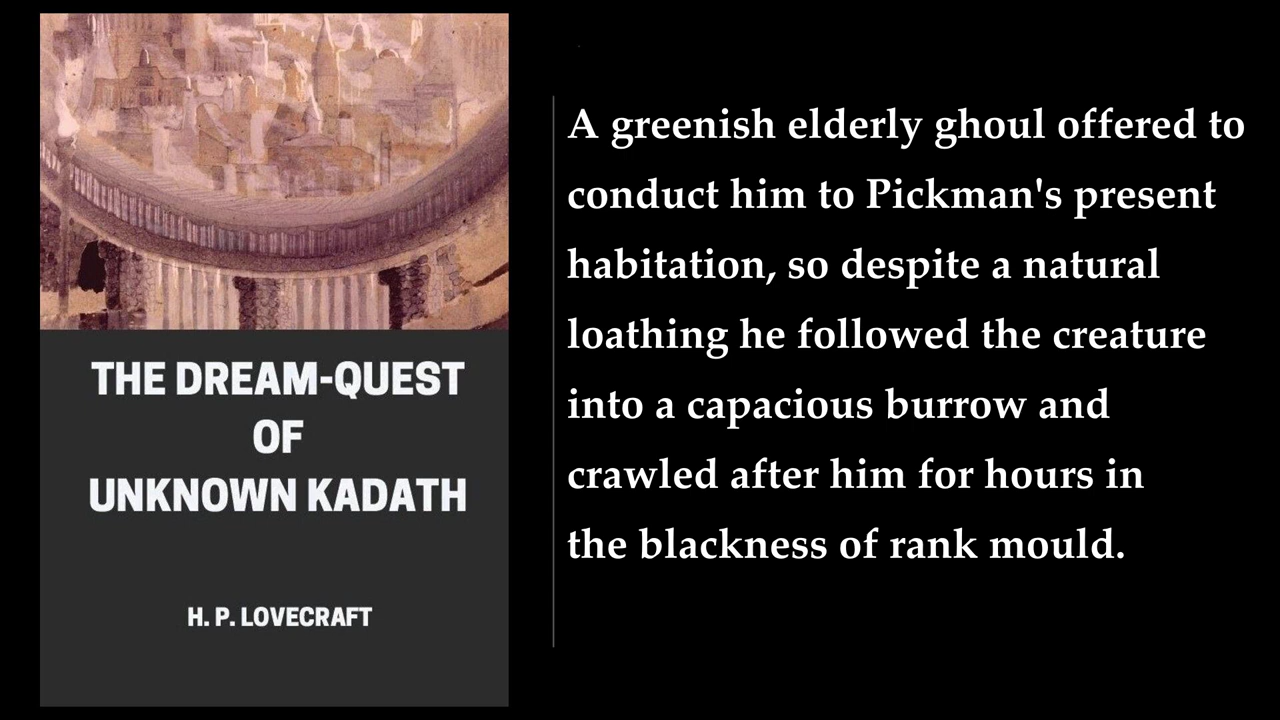 THE DREAM-QUEST
OF
UNKNOWN KADATH
H. P. LOVECRAFT
A greenish elderly ghoul offered to
conduct him to Pickman's present
habitation, so despite a natural
loathing he followed the creature
into a capacious burrow and
crawled after him for hours in
the blackness of rank mould.